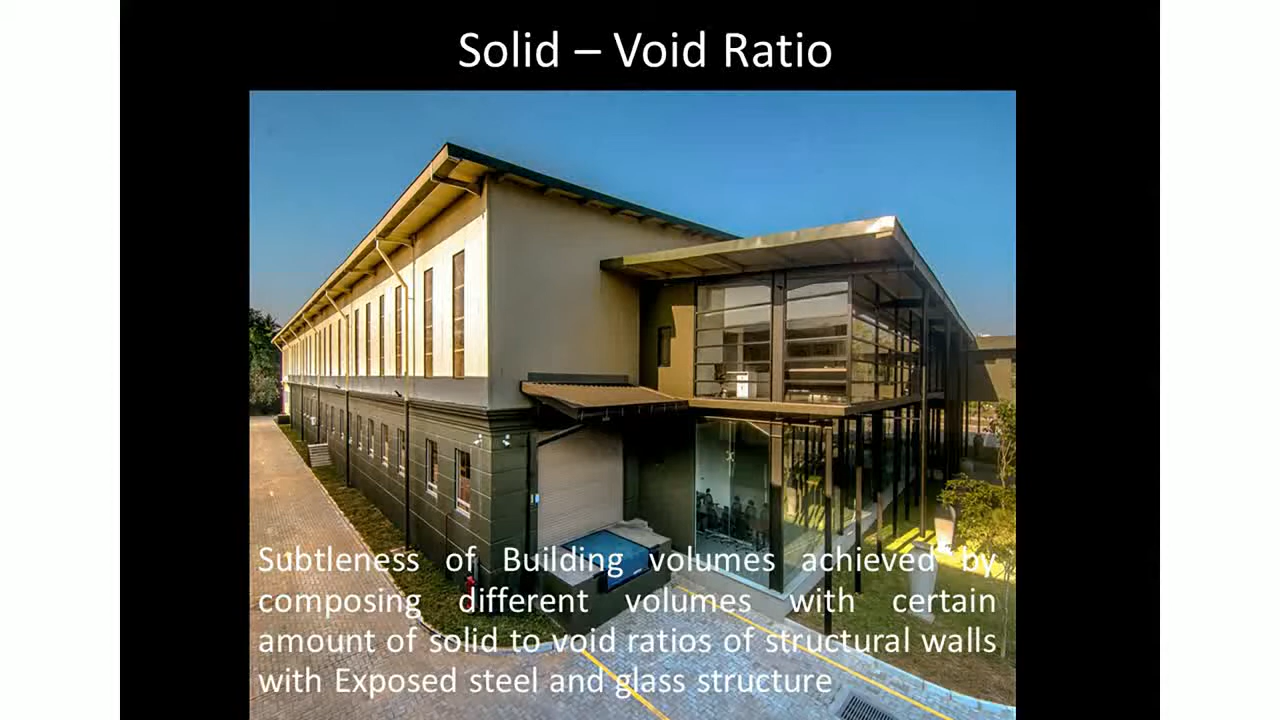 Solid – Void Ratio
Subtleness of Building volumes achieved by
composing different volumes with certain
amount of solid to void ratios of structural walls
with Exposed steel and glass structure